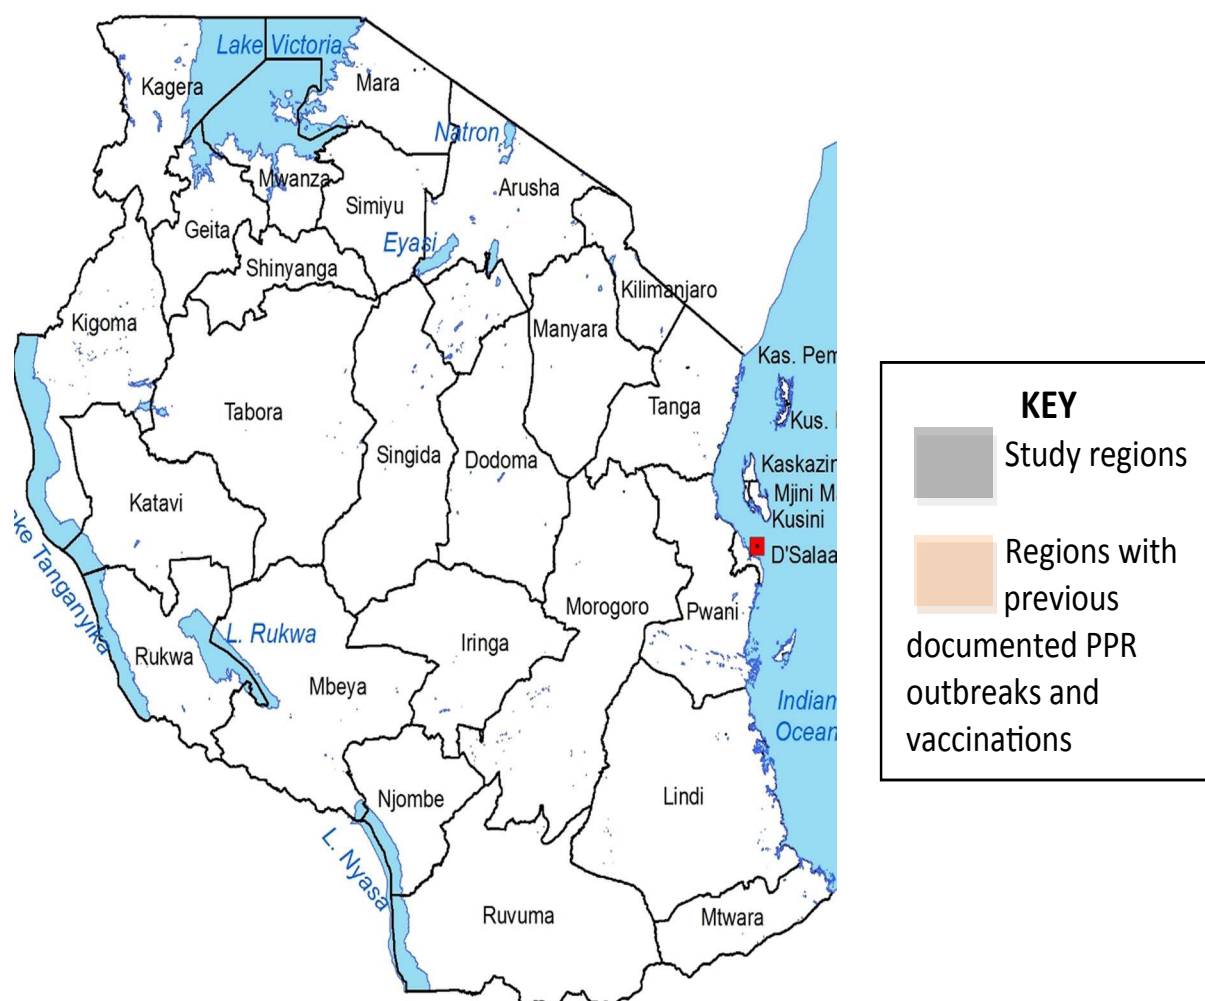 Lake Victoria
Kagera
Mara
Natron
Mwanza
Arusha
Simiyu
Geita
Eyasi
Shinyanga
Kilimanjaro
Kigoma
Manyara
Kas. Pem
Tabora
Tanga
Kus.
Singida
Dodoma
Kaskazin
Katavi
Mjini M
Kusini
D'Salaa
ke Tanganyika
Morogoro
Pwani
L. Rukwa
Iringa
Rukwa
Mbeya
Indian
Ocean
Njombe
Lindi
L. Nyasa
Ruvuma
Mtwara
KEY
Study regions
Regions with
previous
documented PPR
outbreaks and
vaccinations